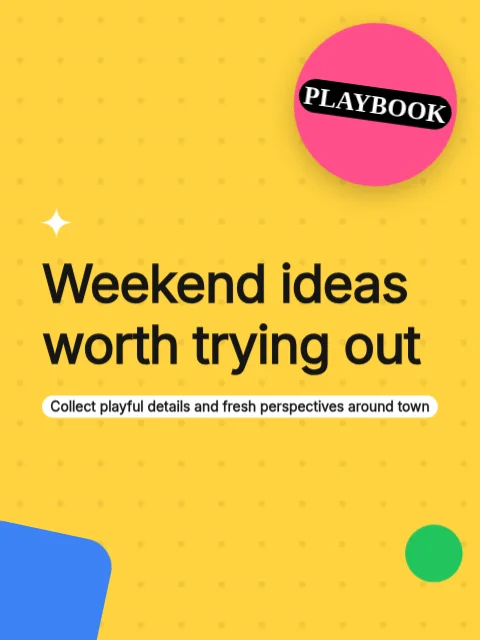 PLAYBOOK
Weekend ideas
worth trying out
Collect playful details and fresh perspectives around town